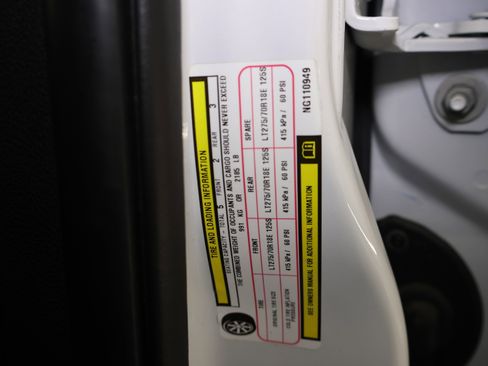 TIRE AND LOADING INFORMATION
SEATING CAPACITY - TOTAL 5 FRONT 2 REAR 3
THE COMBINED WEIGHT OF OCCUPANTS AND CARGO SHOULD NEVER EXCEED
991 KG OR 2185 LB
TIRE FRONT REAR SPARE
ORIGINAL TIRE SIZE LT275/70R18E 125S LT275/70R18E 125S LT275/70R18E 125S
COLD TIRE INFLATION PRESSURE 415 kPa / 60 PSI 415 kPa / 60 PSI 415 kPa / 60 PSI
SEE OWNERS MANUAL FOR ADDITIONAL INFORMATION
NG110949